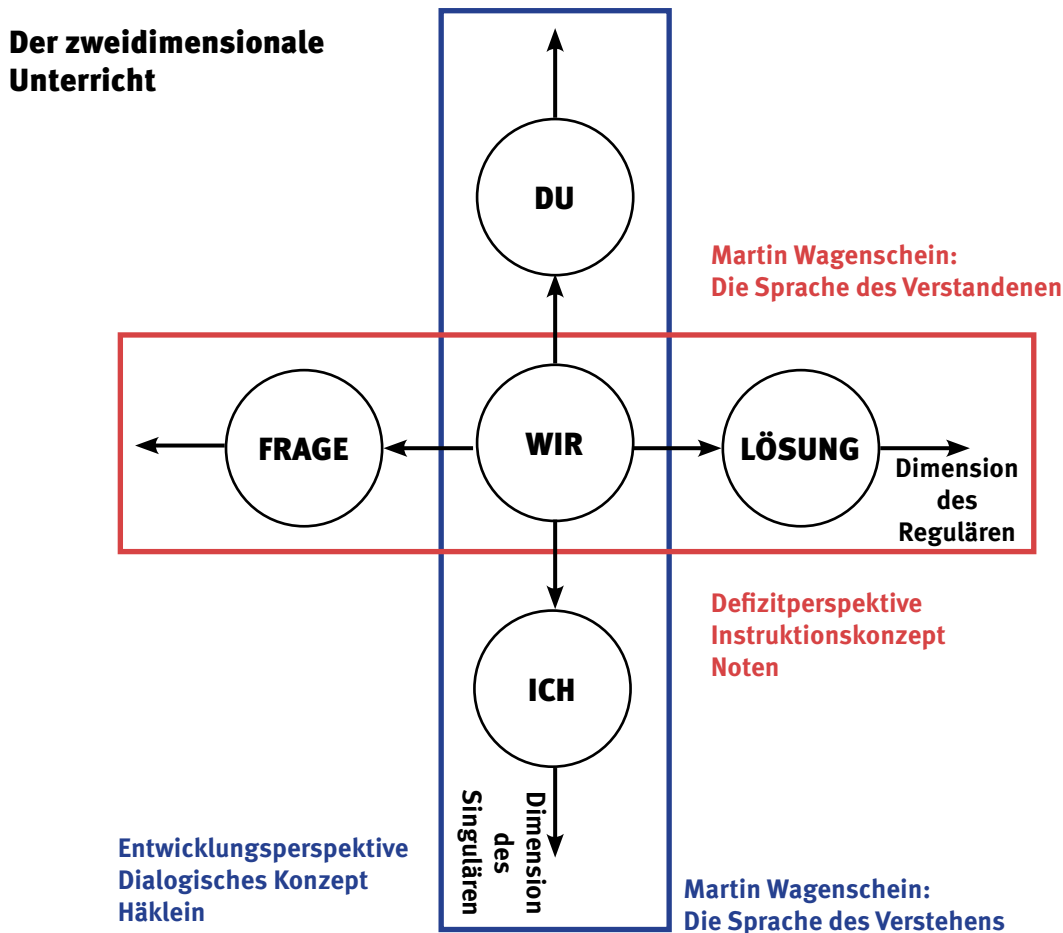 Der zweidimensionale
Unterricht
DU
Martin Wagenschein:
Die Sprache des Verstandenen
FRAGE
WIR
LÖSUNG
Dimension
des
Regulären
Defizitperspektive
Instruktionskonzept
Noten
ICH
Dimension
des
Singulären
Entwicklungsperspektive
Dialogisches Konzept
Häklein
Martin Wagenschein:
Die Sprache des Verstehens